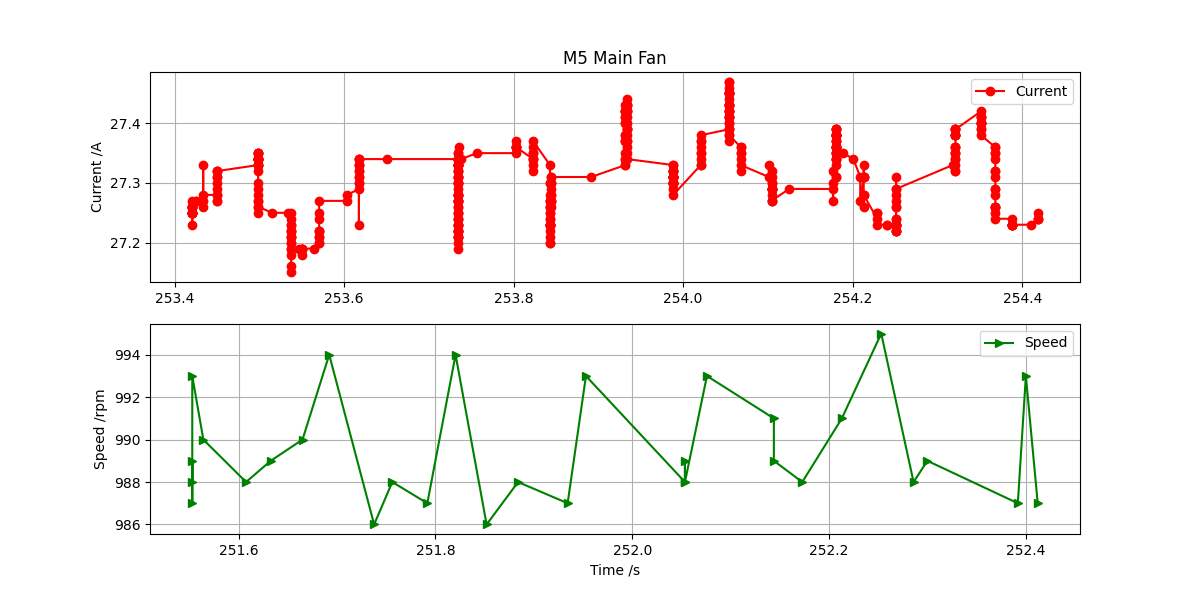 M5 Main Fan
Current /A
27.4
27.3
27.2
Current
253.4 253.6 253.8 254.0 254.2 254.4
Speed /rpm
994
992
990
988
986
Speed
251.6 251.8 252.0 252.2 252.4
Time /s